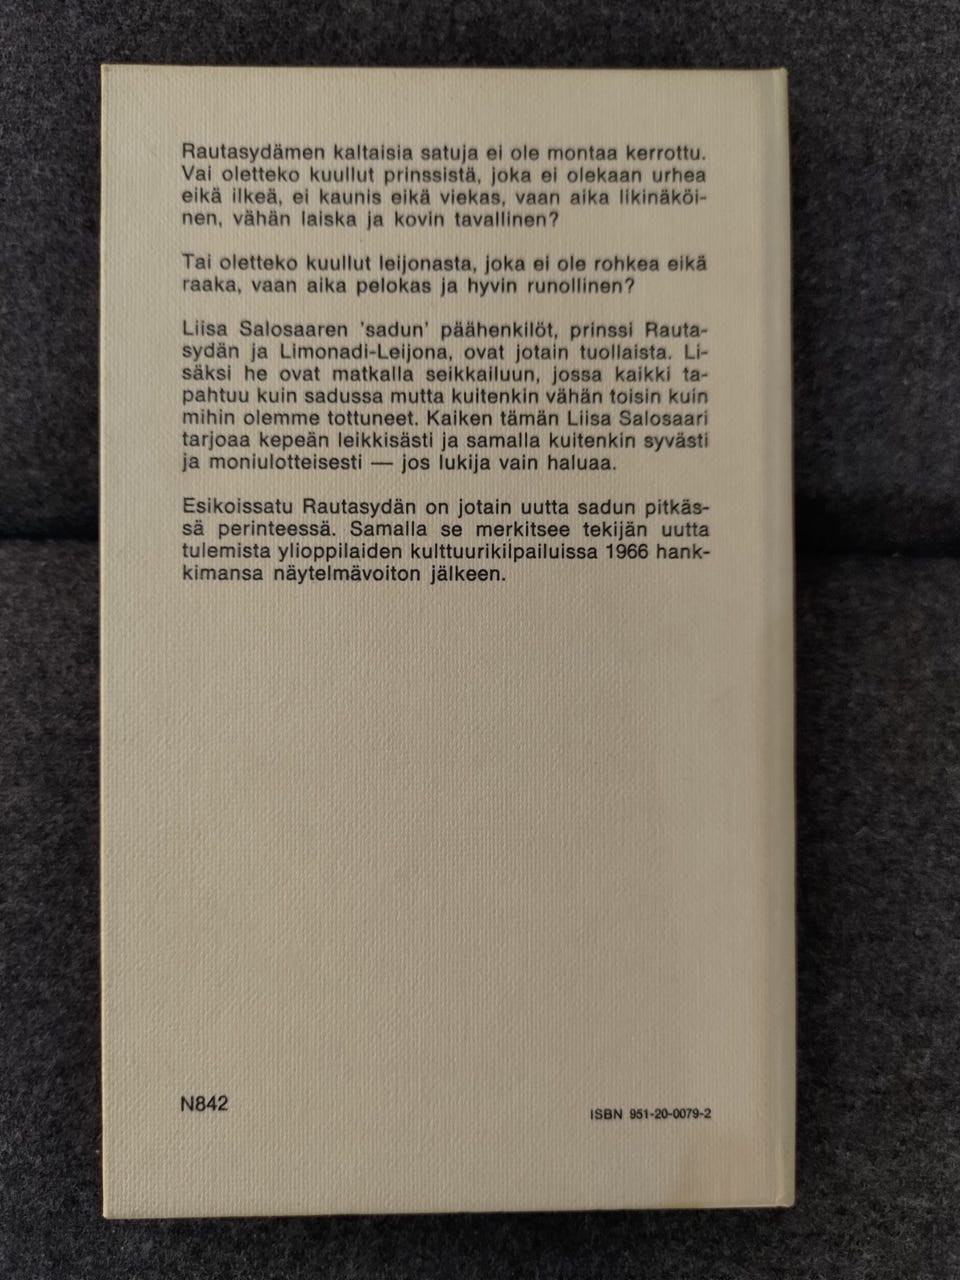 Rautasydämen kaltaisia satuja ei ole montaa kerrottu.
Vai oletteko kuullut prinssistä, joka ei olekaan urhea
eikä ilkeä, ei kaunis eikä viekas, vaan aika likinäköi-
nen, vähän laiska ja kovin tavallinen?
Tai oletteko kuullut leijonasta, joka ei ole rohkea eikä
raaka, vaan aika pelokas ja hyvin runollinen?
Liisa Salosaaren 'sadun' päähenkilöt, prinssi Rauta-
sydän ja Limonadi-Leijona, ovat jotain tuollaista. Li-
säksi he ovat matkalla seikkailuun, jossa kaikki ta-
pahtuu kuin sadussa mutta kuitenkin vähän toisin kuin
mihin olemme tottuneet. Kaiken tämän Liisa Salosaari
tarjoaa kepeän leikkisästi ja samalla kuitenkin syvästi
ja moniulotteisesti — jos lukija vain haluaa.
Esikoissatu Rautasydän on jotain uutta sadun pitkäs-
sä perinteessä. Samalla se merkitsee tekijän uutta
tulemista ylioppilaiden kulttuurikilpailuissa 1966 hank-
kimansa näytelmävoiton jälkeen.
N842
ISBN 951-20-0079-2